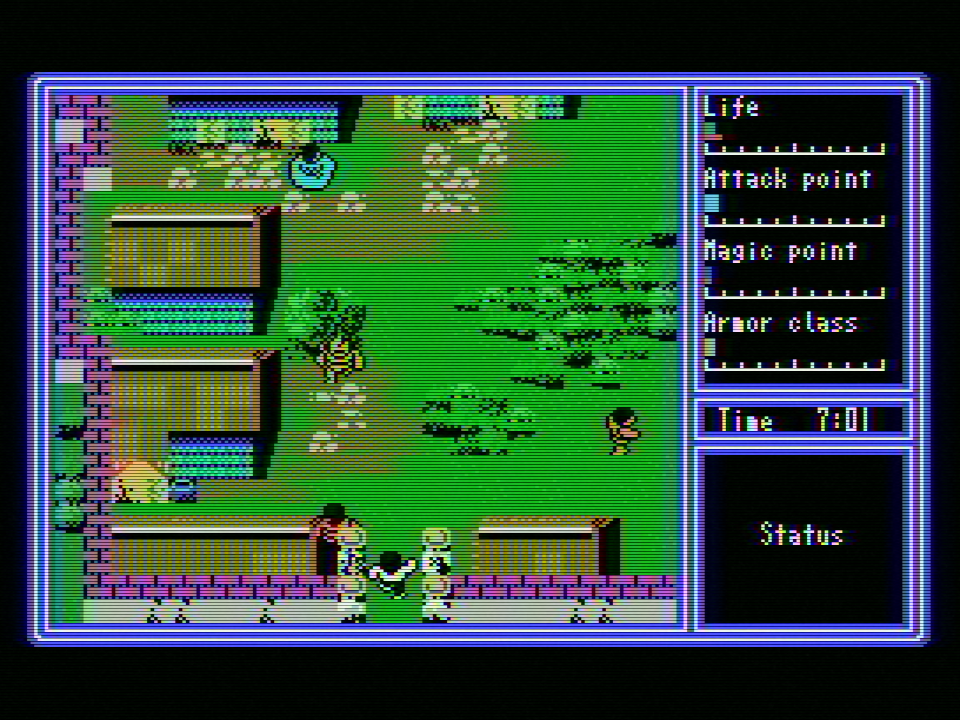 Life
Attack point
Magic point
Armor class
Time 7:01
Status